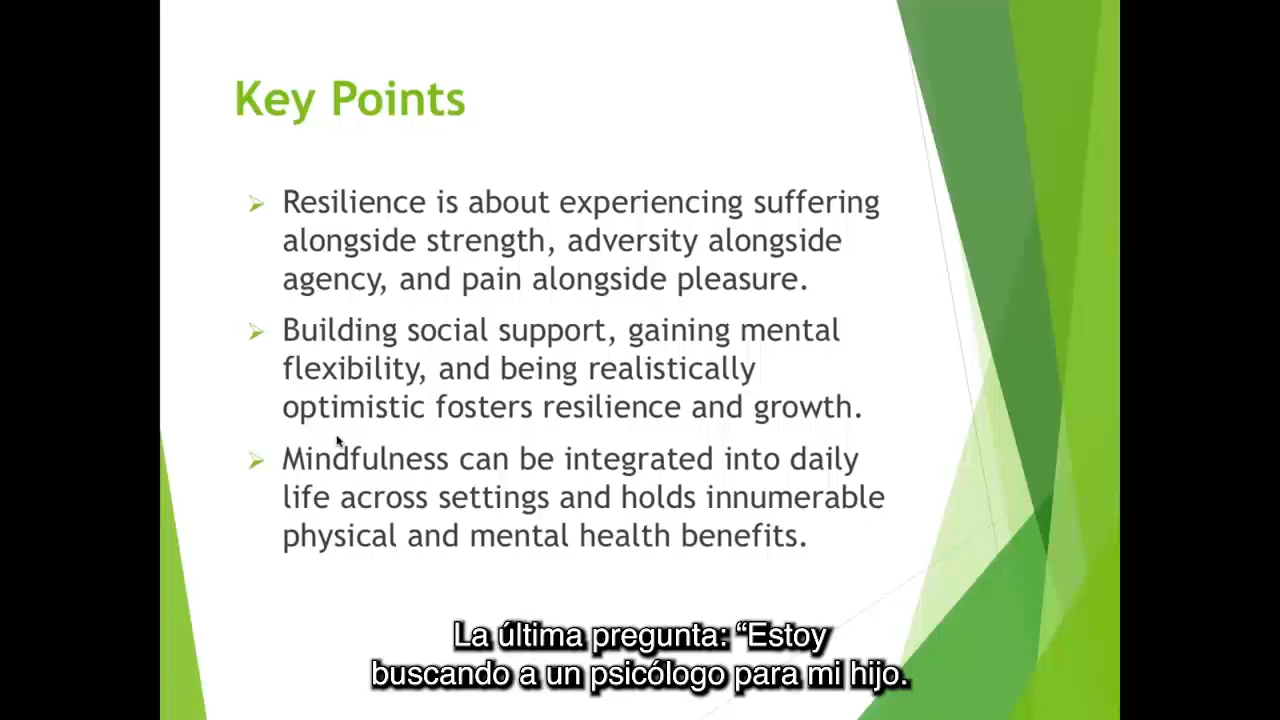 Key Points
Resilience is about experiencing suffering
alongside strength, adversity alongside
agency, and pain alongside pleasure.
Building social support, gaining mental
flexibility, and being realistically
optimistic fosters resilience and growth.
Mindfulness can be integrated into daily
life across settings and holds innumerable
physical and mental health benefits.
La última pregunta: “Estoy
buscando a un psicólogo para mi hijo.